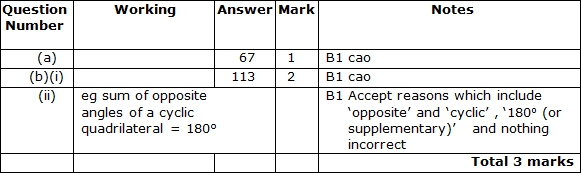 Question Number Working Answer Mark Notes
(a) 67 1 B1 cao
(b)(i) 113 2 B1 cao
(ii) eg sum of opposite angles of a cyclic quadrilateral = 180º B1 Accept reasons which include ‘opposite’ and ‘cyclic’ , ‘180º (or supplementary)’ and nothing incorrect
Total 3 marks